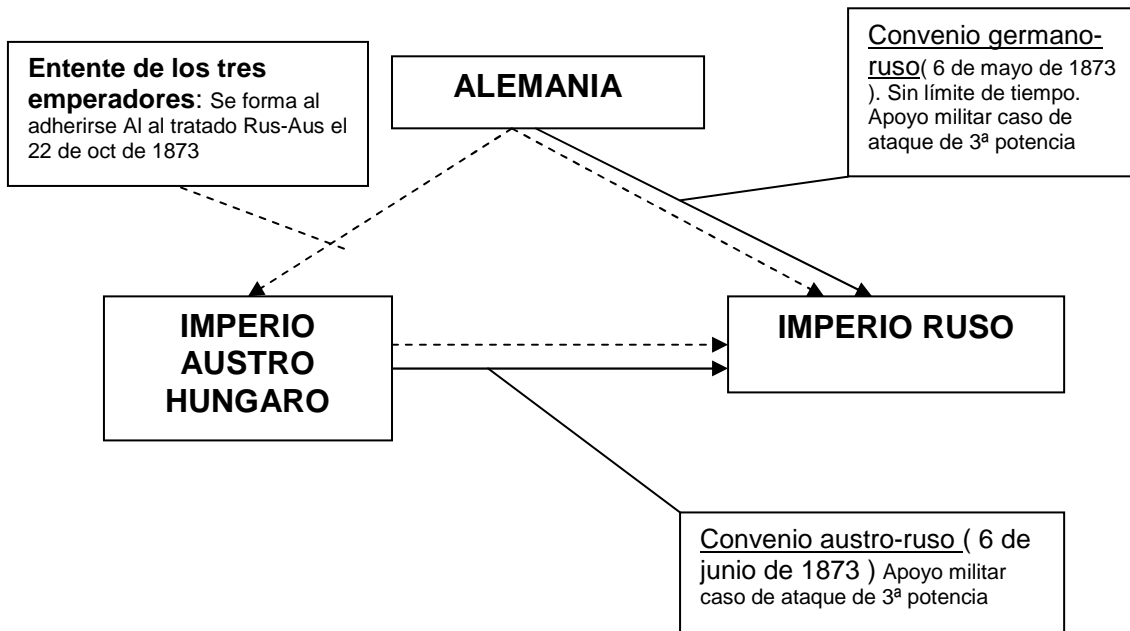 Entente de los tres
emperadores: Se forma al
adherirse Al al tratado Rus-Aus el
22 de oct de 1873
ALEMANIA
Convenio germano-
ruso( 6 de mayo de 1873
). Sin límite de tiempo.
Apoyo militar caso de
ataque de 3ª potencia
IMPERIO
AUSTRO
HUNGARO
IMPERIO RUSO
Convenio austro-ruso ( 6 de
junio de 1873 ) Apoyo militar
caso de ataque de 3ª potencia